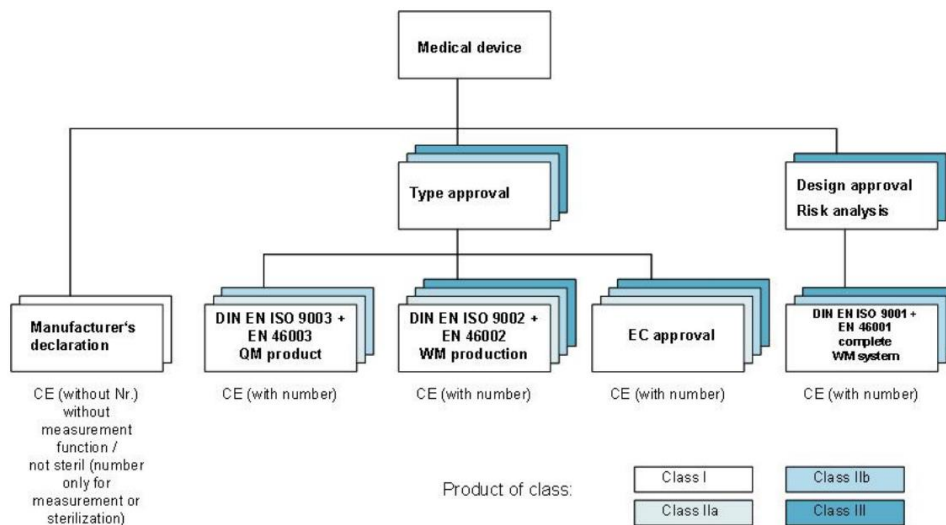 Medical device
Type approval
Design approval
Risk analysis
Manufacturer's
declaration
DIN EN ISO 9003 +
EN 46003
QM product
DIN EN ISO 9002 +
EN 46002
WM production
EC approval
DIN EN ISO 9001 +
EN 46001
complete
WM system
CE (without Nr.)
without
measurement
function /
not steril (number
only for
measurement or
sterilization)
CE (with number)
CE (with number)
CE (with number)
CE (with number)
Product of class:
Class I
Class IIb
Class IIa
Class III